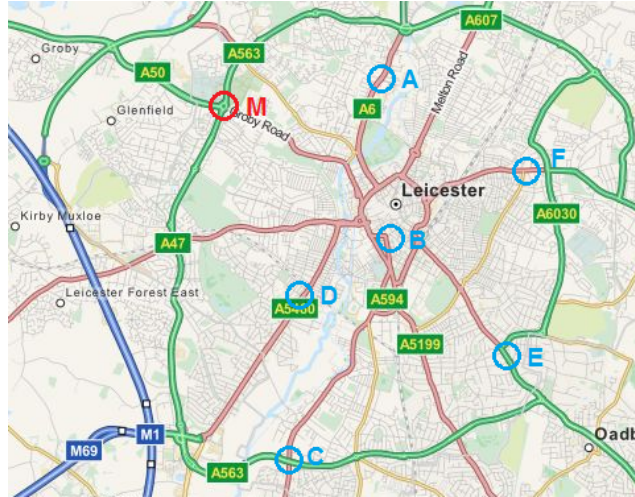 A607
Groby
A563
A50
A
M
A6
Melton Road
Glenfield
Groby Road
F
Leicester
Kirby Muxloe
A6030
A47
B
Leicester Forest East
D
A594
A5460
A5199
E
M1
Oadb
M69
C
A563